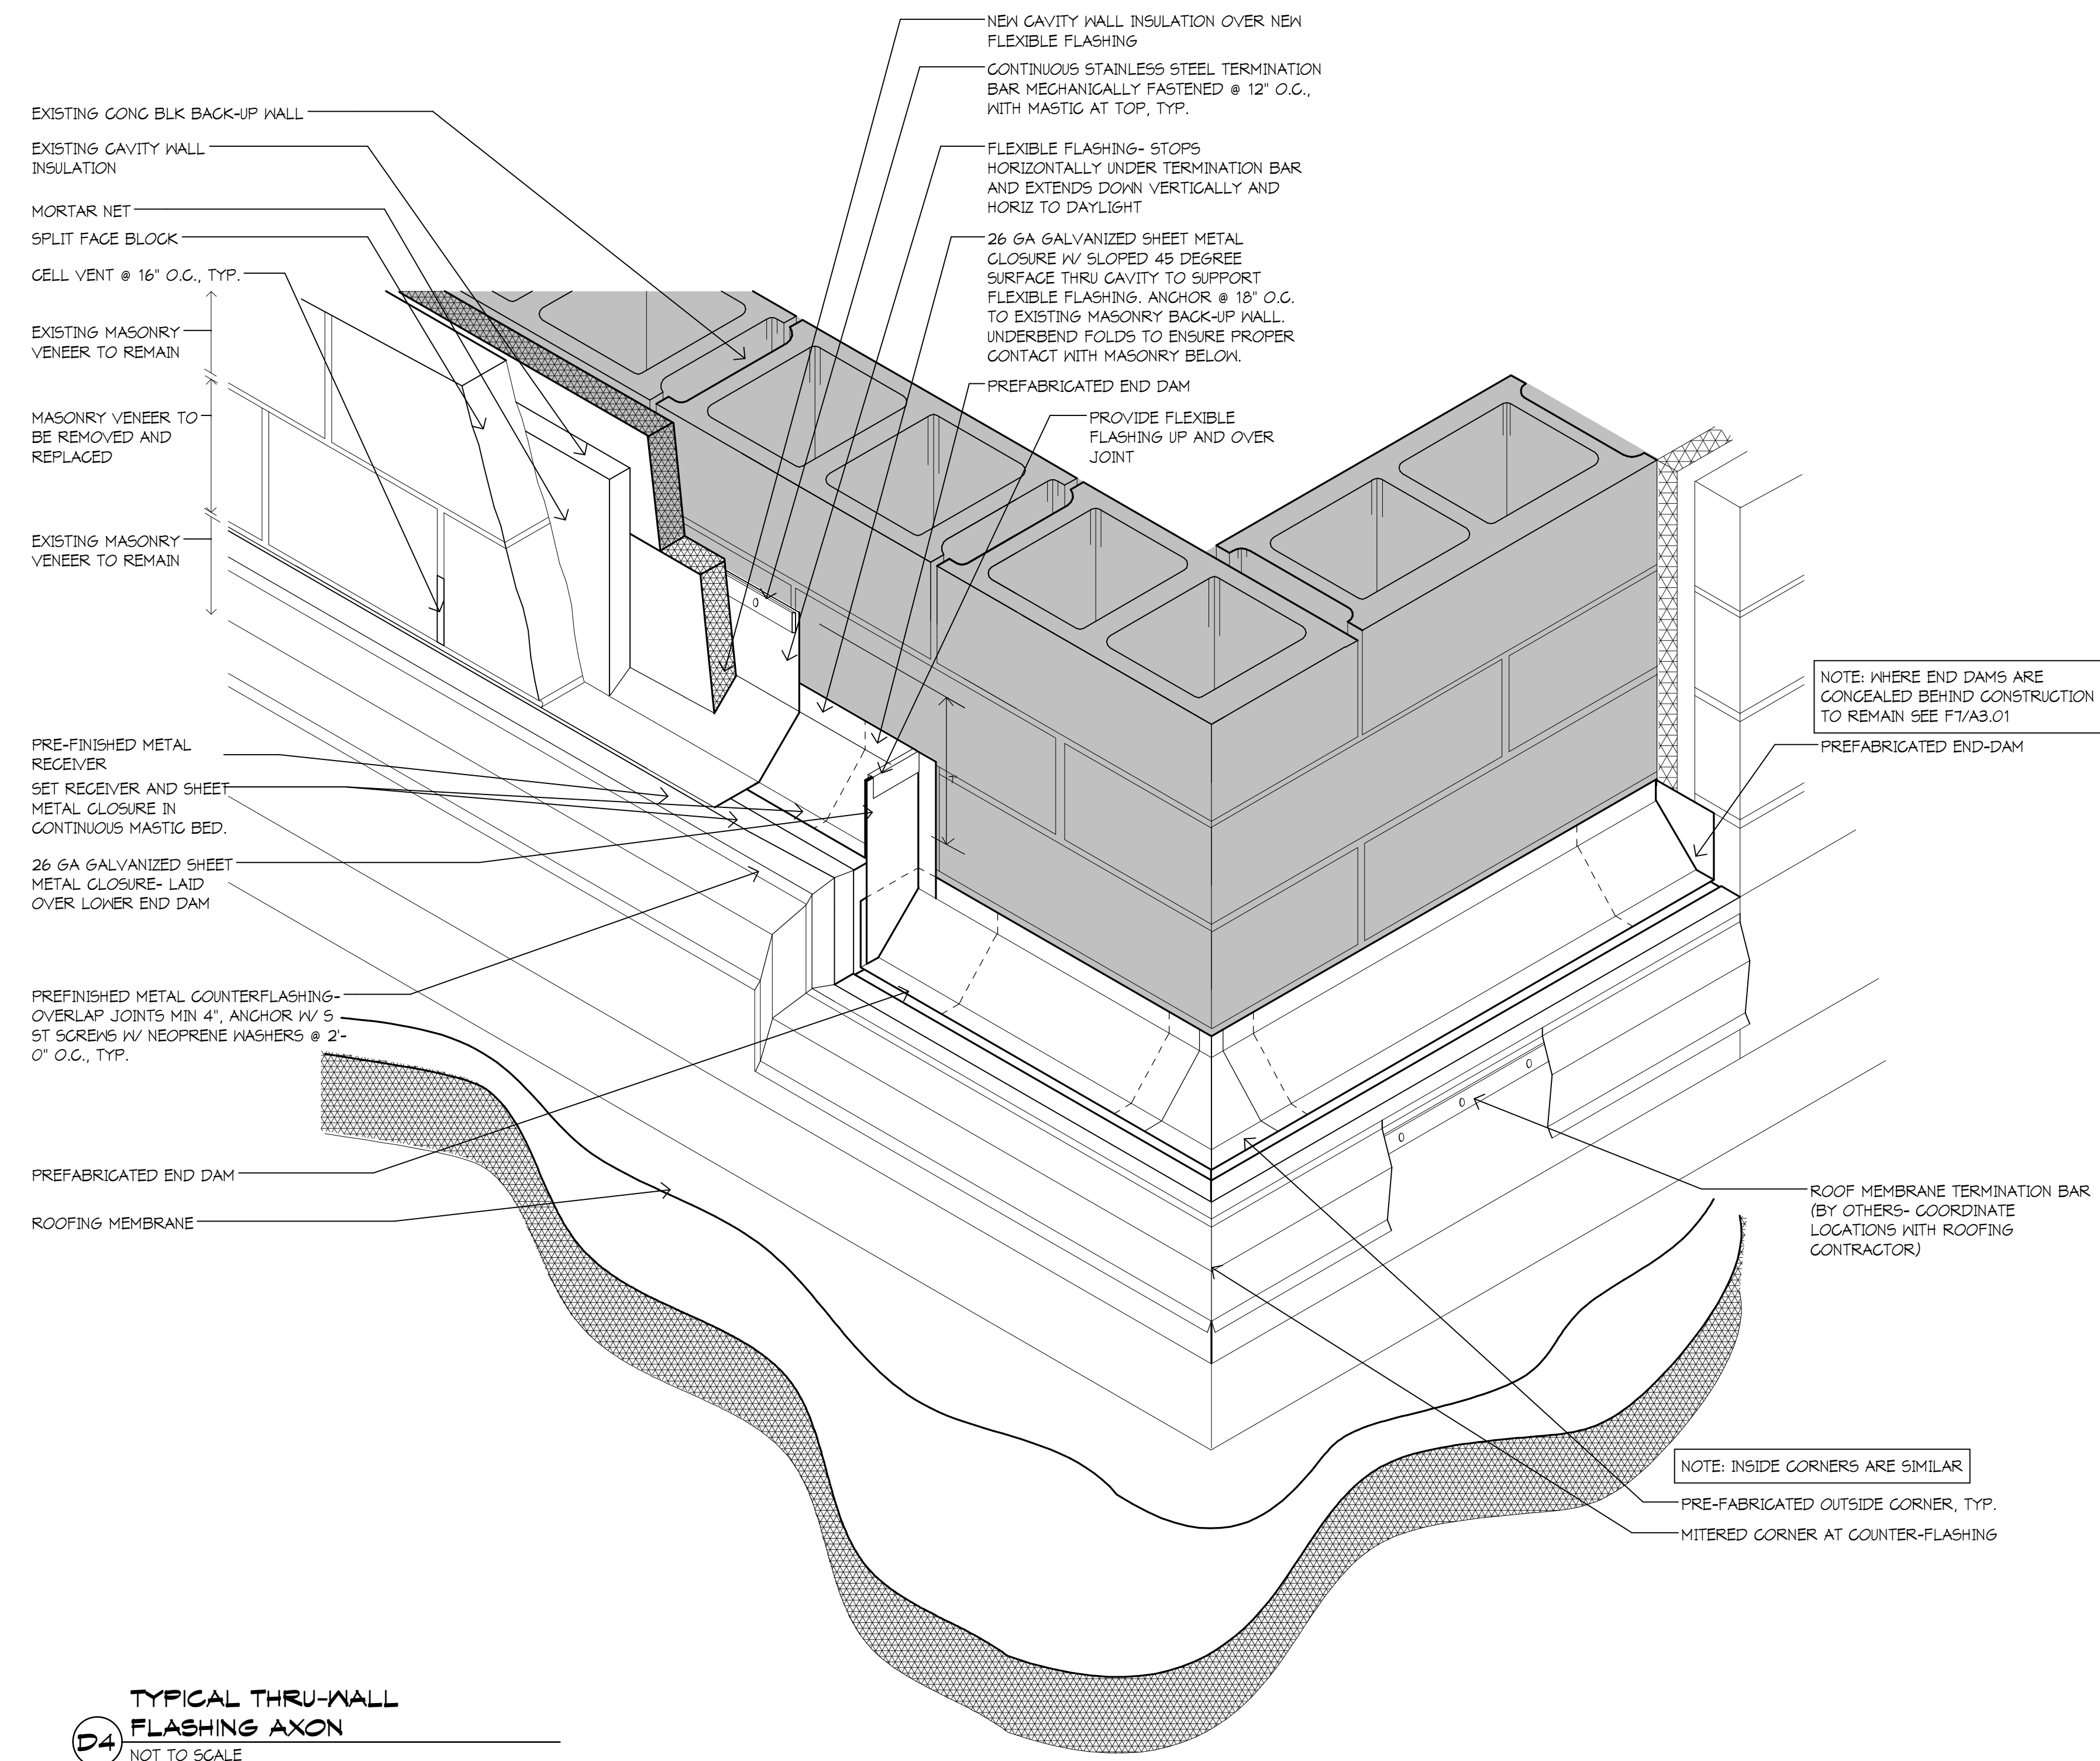 NEW CAVITY WALL INSULATION OVER NEW
FLEXIBLE FLASHING
CONTINUOUS STAINLESS STEEL TERMINATION
BAR MECHANICALLY FASTENED @ 12" O.C.,
WITH MASTIC AT TOP, TYP.
FLEXIBLE FLASHING- STOPS
HORIZONTALLY UNDER TERMINATION BAR
AND EXTENDS DOWN VERTICALLY AND
HORIZ TO DAYLIGHT
26 GA GALVANIZED SHEET METAL
CLOSURE W/ SLOPED 45 DEGREE
SURFACE THRU CAVITY TO SUPPORT
FLEXIBLE FLASHING. ANCHOR @ 18" O.C.
TO EXISTING MASONRY BACK-UP WALL.
UNDERBEND FOLDS TO ENSURE PROPER
CONTACT WITH MASONRY BELOW.
PREFABRICATED END DAM
PROVIDE FLEXIBLE
FLASHING UP AND OVER
JOINT
EXISTING CONC BLK BACK-UP WALL
EXISTING CAVITY WALL
INSULATION
MORTAR NET
SPLIT FACE BLOCK
CELL VENT @ 16" O.C., TYP.
EXISTING MASONRY
VENEER TO REMAIN
MASONRY VENEER TO
BE REMOVED AND
REPLACED
EXISTING MASONRY
VENEER TO REMAIN
PRE-FINISHED METAL
RECEIVER
SET RECEIVER AND SHEET
METAL CLOSURE IN
CONTINUOUS MASTIC BED.
26 GA GALVANIZED SHEET
METAL CLOSURE- LAID
OVER LOWER END DAM
PREFINISHED METAL COUNTERFLASHING-
OVERLAP JOINTS MIN 4", ANCHOR W/ S
ST SCREWS W/ NEOPRENE WASHERS @ 2'-
0" O.C., TYP.
PREFABRICATED END DAM
ROOFING MEMBRANE
NOTE: WHERE END DAMS ARE
CONCEALED BEHIND CONSTRUCTION
TO REMAIN SEE F7/A3.01
PREFABRICATED END-DAM
ROOF MEMBRANE TERMINATION BAR
(BY OTHERS- COORDINATE
LOCATIONS WITH ROOFING
CONTRACTOR)
NOTE: INSIDE CORNERS ARE SIMILAR
PRE-FABRICATED OUTSIDE CORNER, TYP.
MITERED CORNER AT COUNTER-FLASHING
TYPICAL THRU-WALL
FLASHING AXON
D4
NOT TO SCALE